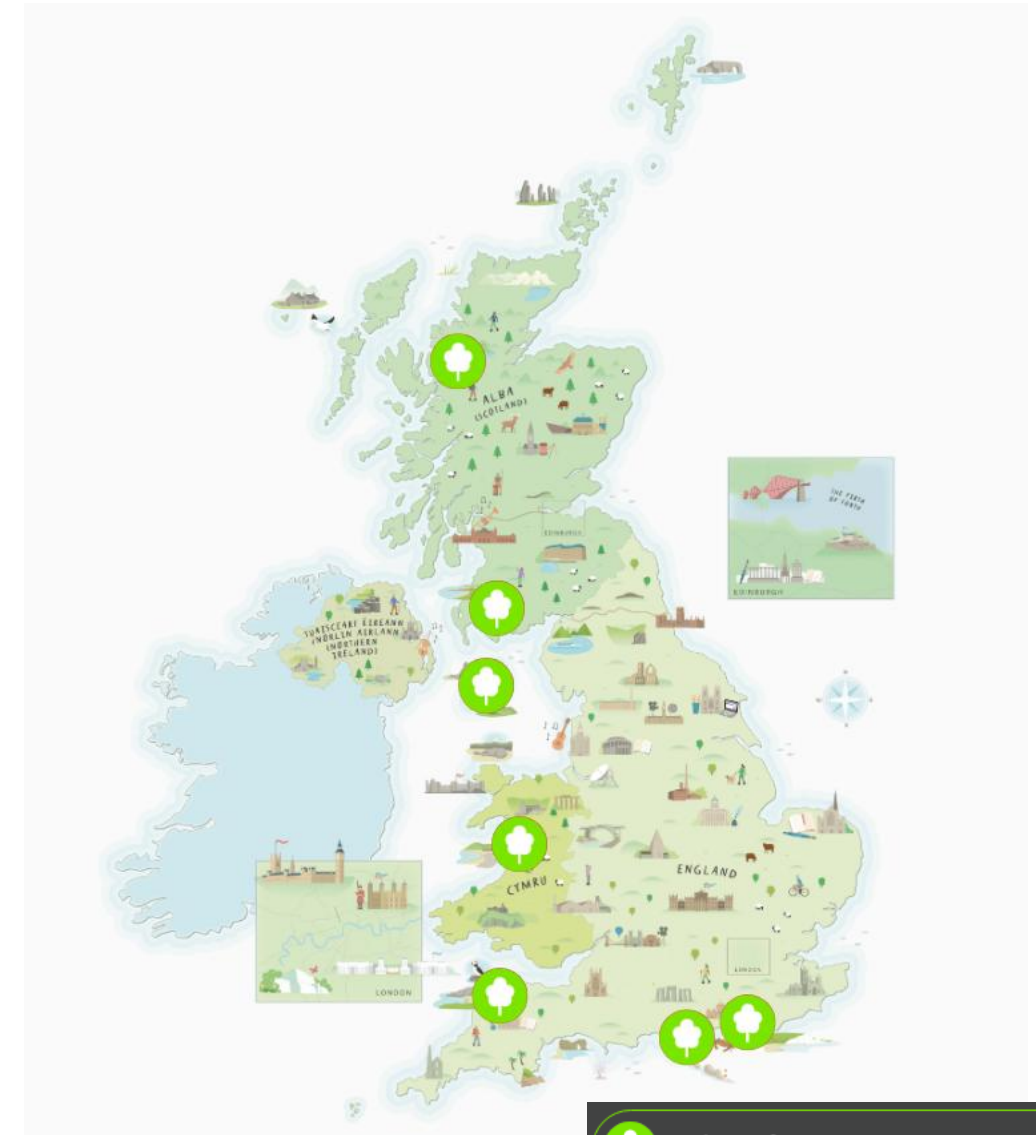 ALBA
(SCOTLAND)
THE FIRTH
OF FORTH
EDINBURGH
EDINBURGH
TUAISCEART ÉIREANN
(NORLIN AIRLANN
(NORTHERN
IRELAND)
ENGLAND
CYMRU
LONDON
LONDON